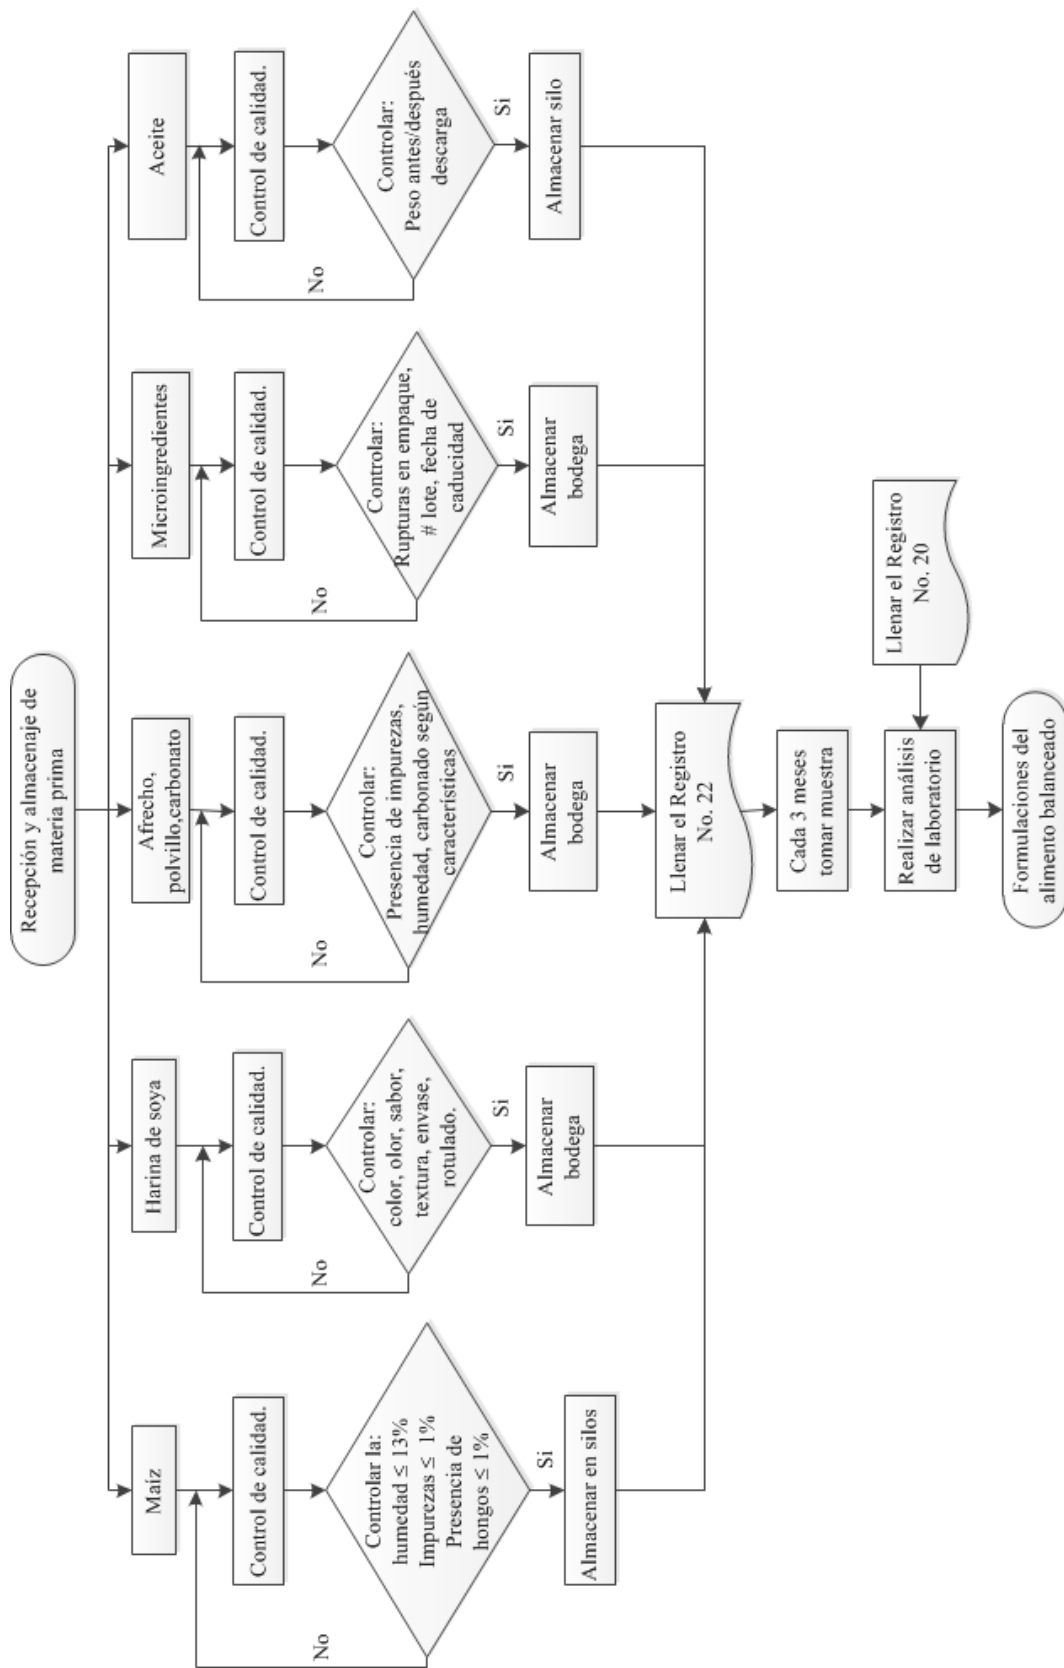 Recepción y almacenaje de
materia prima
Maíz
Control de calidad.
Controlar la:
humedad ≤ 13%
Impurezas ≤ 1%
Presencia de
hongos ≤ 1%
No
Si
Almacenar en silos
Harina de soya
Control de calidad.
Controlar:
color, olor, sabor,
textura, envase,
rotulado.
No
Si
Almacenar
bodega
Afrecho,
polvillo,carbonato
Control de calidad.
Controlar:
Presencia de impurezas,
humedad, carbonado según
características
No
Si
Almacenar
bodega
Microingredientes
Control de calidad.
Controlar:
Rupturas en empaque,
# lote, fecha de
caducidad
No
Si
Almacenar
bodega
Aceite
Control de calidad.
Controlar:
Peso antes/después
descarga
No
Si
Almacenar silo
Llenar el Registro
No. 22
Cada 3 meses
tomar muestra
Llenar el Registro
No. 20
Realizar análisis
de laboratorio
Formulaciones del
alimento balanceado